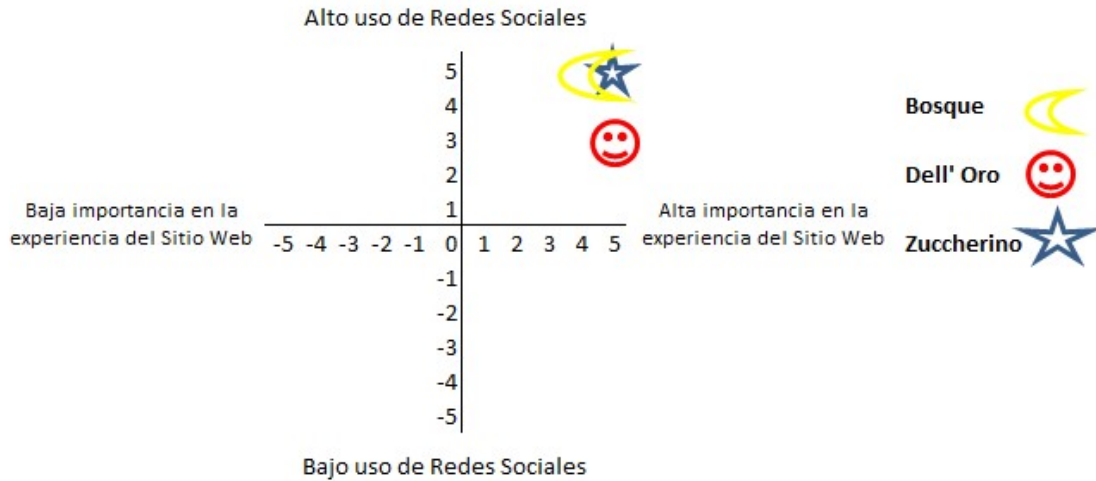 Alto uso de Redes Sociales
5
4
3
2
1
Baja importancia en la
experiencia del Sitio Web
-5 -4 -3 -2 -1 0 1 2 3 4 5
Alta importancia en la
experiencia del Sitio Web
-1
-2
-3
-4
-5
Bajo uso de Redes Sociales
Bosque
Dell' Oro
Zuccherino